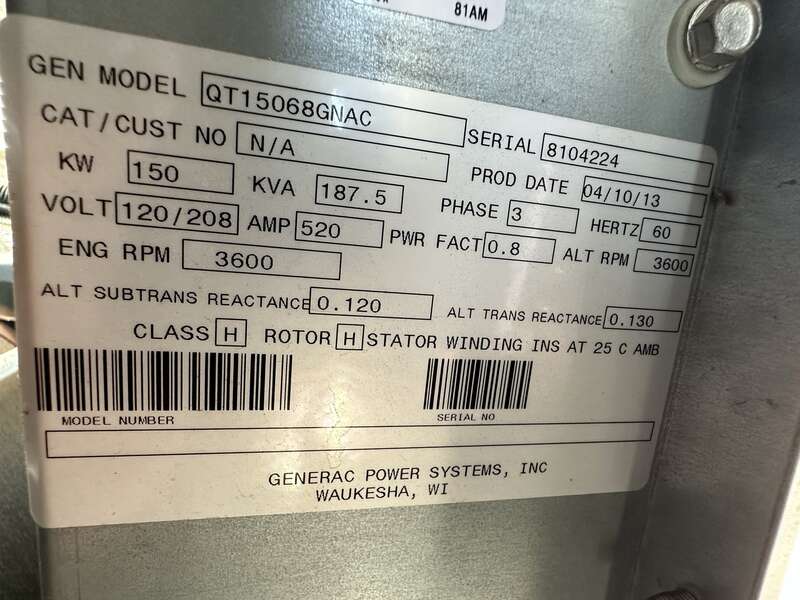 81AM
GEN MODEL QT15068GNAC
SERIAL 8104224
CAT/CUST NO N/A
PROD DATE 04/10/13
KW 150 KVA 187.5 PHASE 3 HERTZ 60
VOLT 120/208 AMP 520 PWR FACT 0.8 ALT RPM 3600
ENG RPM 3600
ALT SUBTRANS REACTANCE 0.120 ALT TRANS REACTANCE 0.130
CLASS H ROTOR H STATOR WINDING INS AT 25 C AMB
MODEL NUMBER SERIAL NO
GENERAC POWER SYSTEMS, INC
WAUKESHA, WI